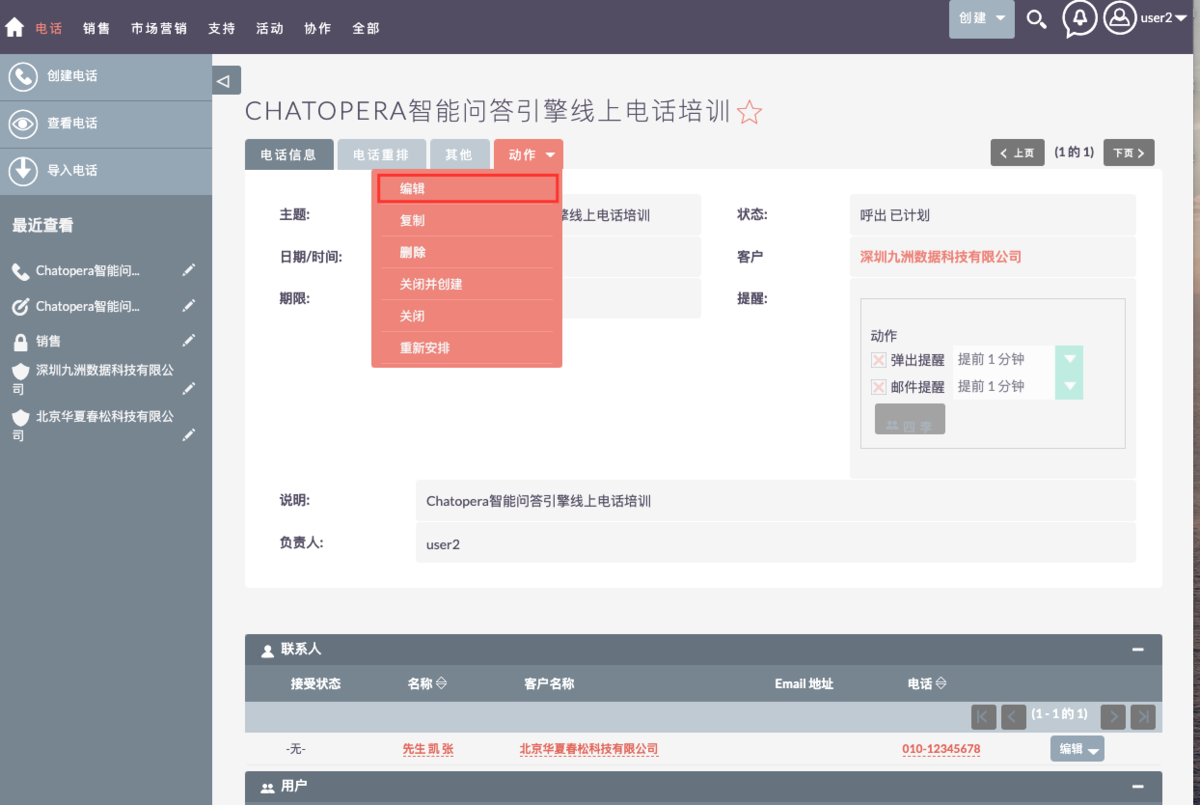 电话 销售 市场营销 支持 活动 协作 全部 创建 user2
创建电话
查看电话
导入电话
最近查看
Chatopera智能问...
Chatopera智能问...
销售
深圳九洲数据科技有限公
司
北京华夏春松科技有限公
司
CHATOPERA智能问答引擎线上电话培训
电话信息 电话重排 其他 动作 上页 (1 的 1) 下页
编辑
复制
删除
关闭并创建
关闭
重新安排
主题: 擎线上电话培训 状态: 呼出 已计划
日期/时间: 客户 深圳九洲数据科技有限公司
期限: 提醒:
动作
弹出提醒 提前 1 分钟
邮件提醒 提前 1 分钟
说明: Chatopera智能问答引擎线上电话培训
负责人: user2
联系人
接受状态 名称 客户名称 Email 地址 电话
(1 - 1 的 1)
-无- 先生 凯 张 北京华夏春松科技有限公司 010-12345678 编辑
用户